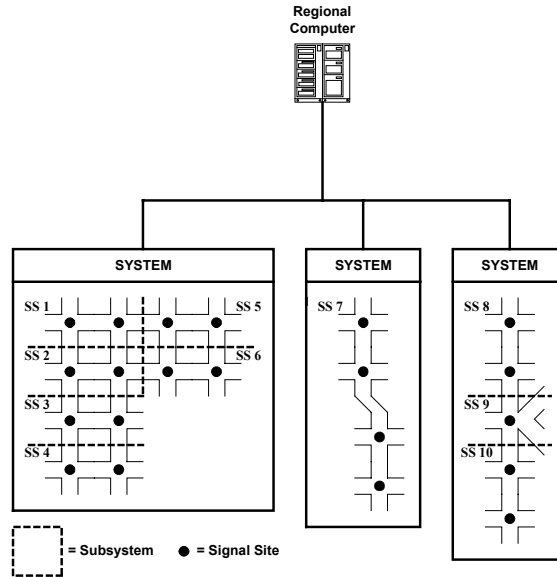 Regional
Computer
SYSTEM
SYSTEM
SYSTEM
SS 1
SS 5
SS 2
SS 6
SS 3
SS 4
SS 7
SS 8
SS 9
SS 10
= Subsystem
= Signal Site